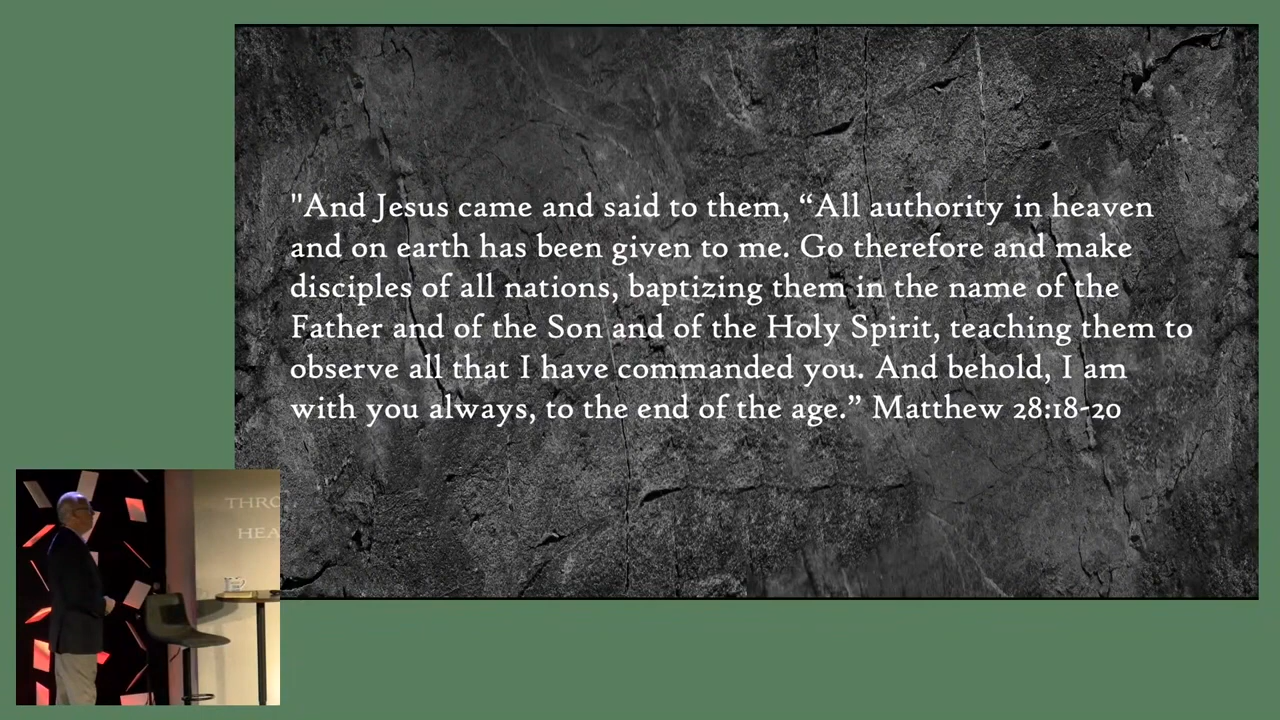 "And Jesus came and said to them, “All authority in heaven
and on earth has been given to me. Go therefore and make
disciples of all nations, baptizing them in the name of the
Father and of the Son and of the Holy Spirit, teaching them to
observe all that I have commanded you. And behold, I am
with you always, to the end of the age.” Matthew 28:18-20